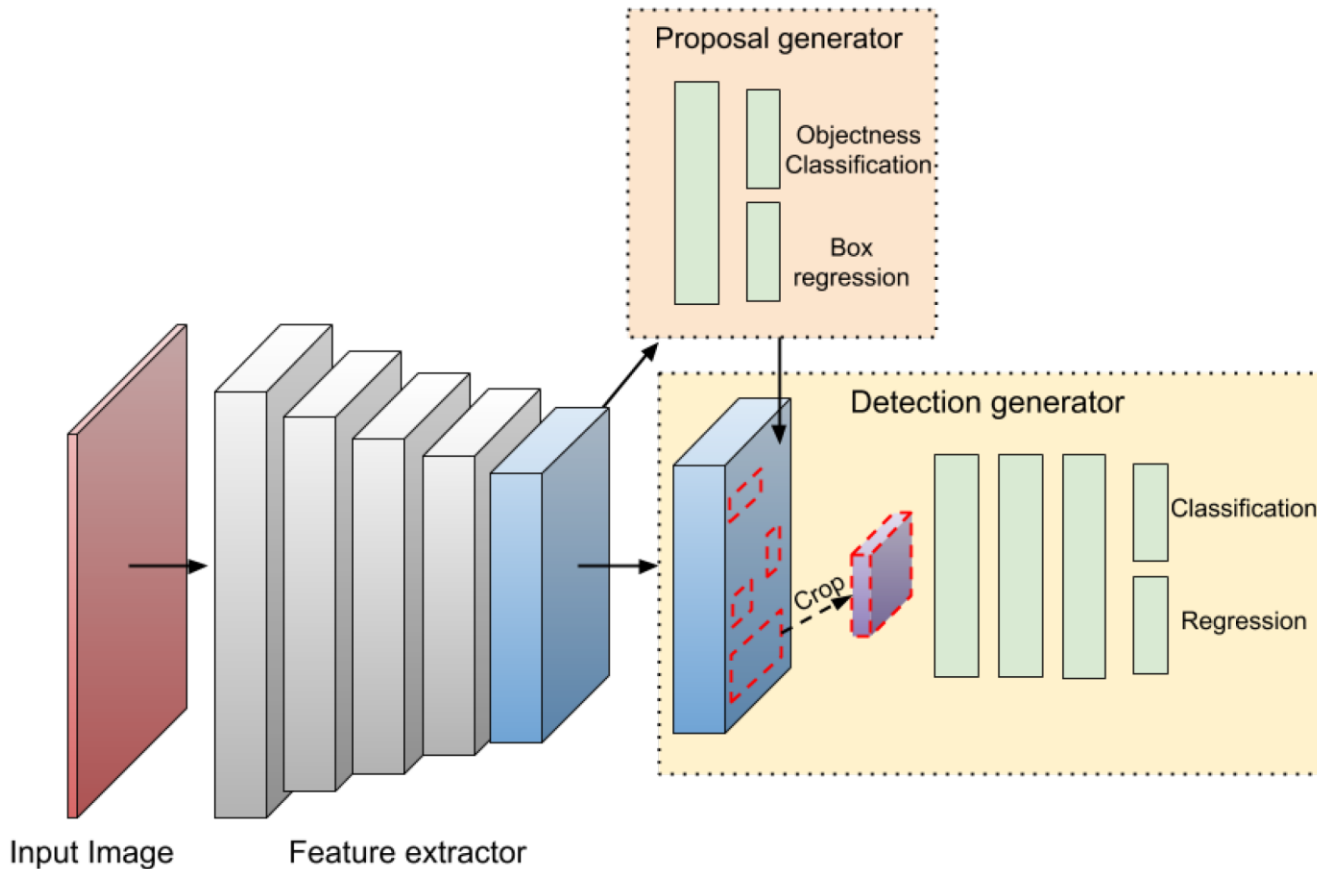 Proposal generator
Objectness
Classification
Box
regression
Detection generator
Classification
Crop
Regression
Input Image
Feature extractor